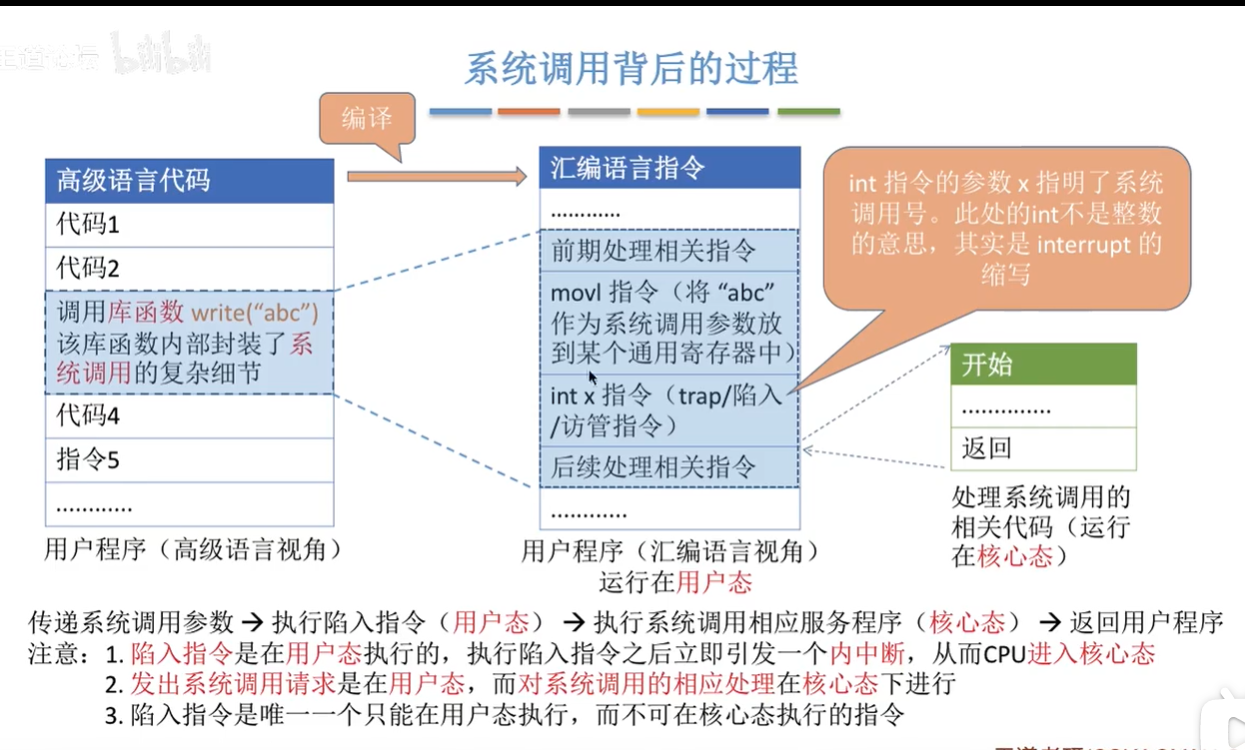 系统调用背后的过程
编译
高级语言代码
代码1
代码2
调用库函数 write(“abc”)
该库函数内部封装了系
统调用的复杂细节
代码4
指令5
…………
用户程序（高级语言视角）
汇编语言指令
…………
前期处理相关指令
movl 指令（将 “abc”
作为系统调用参数放
到某个通用寄存器中）
int x 指令（trap/陷入
/访管指令）
后续处理相关指令
…………
用户程序（汇编语言视角）
运行在用户态
int 指令的参数 x 指明了系统
调用号。此处的int不是整数
的意思，其实是 interrupt 的
缩写
开始
…………..
返回
处理系统调用的
相关代码（运行
在核心态）
传递系统调用参数 → 执行陷入指令（用户态） → 执行系统调用相应服务程序（核心态） → 返回用户程序
注意：1. 陷入指令是在用户态执行的，执行陷入指令之后立即引发一个内中断，从而CPU进入核心态
2. 发出系统调用请求是在用户态，而对系统调用的相应处理在核心态下进行
3. 陷入指令是唯一一个只能在用户态执行，而不可在核心态执行的指令